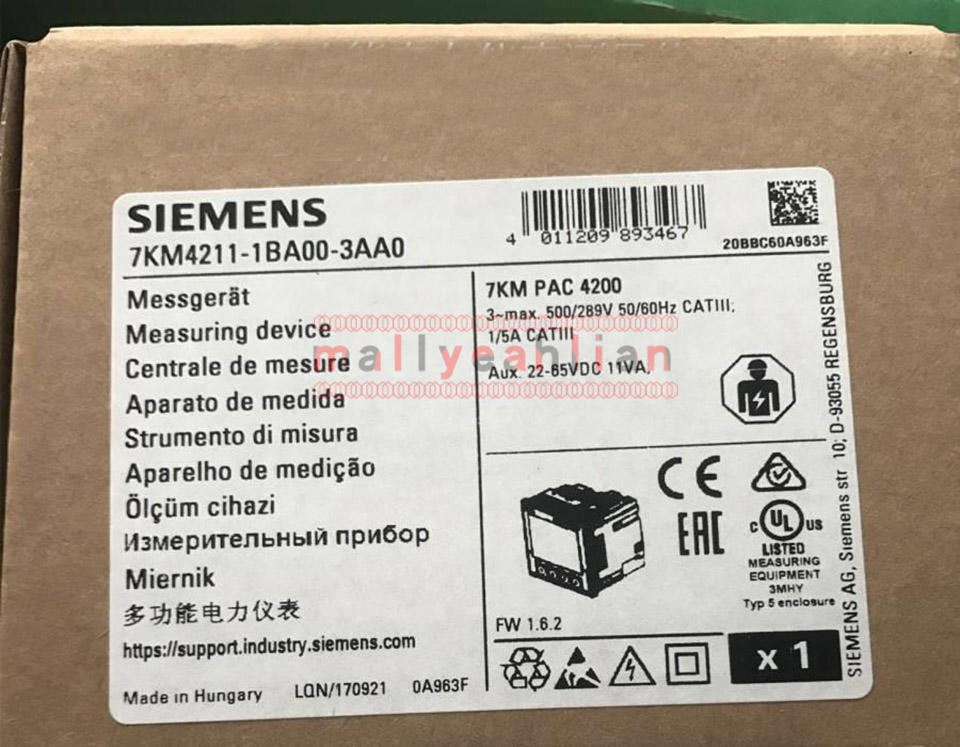 SIEMENS
7KM4211-1BA00-3AA0
4 011209 893467
20BBC60A963F
Messgerät
Measuring device
Centrale de mesure
Aparato de medida
Strumento di misura
Aparelho de medição
Ölçüm cihazi
Измерительный прибор
Miernik
多功能电力仪表
https://support.industry.siemens.com
Made in Hungary LQN/170921 0A963F
7KM PAC 4200
3~max. 500/289V 50/60Hz CATIII;
1/5A CATIII
Aux. 22-65VDC 11VA,
mallyeahlian
CE
EAC
c UL US
LISTED
MEASURING
EQUIPMENT
3MHY
Typ 5 enclosure
FW 1.6.2
x 1
SIEMENS AG, Siemens str 10; D-93055 REGENSBURG